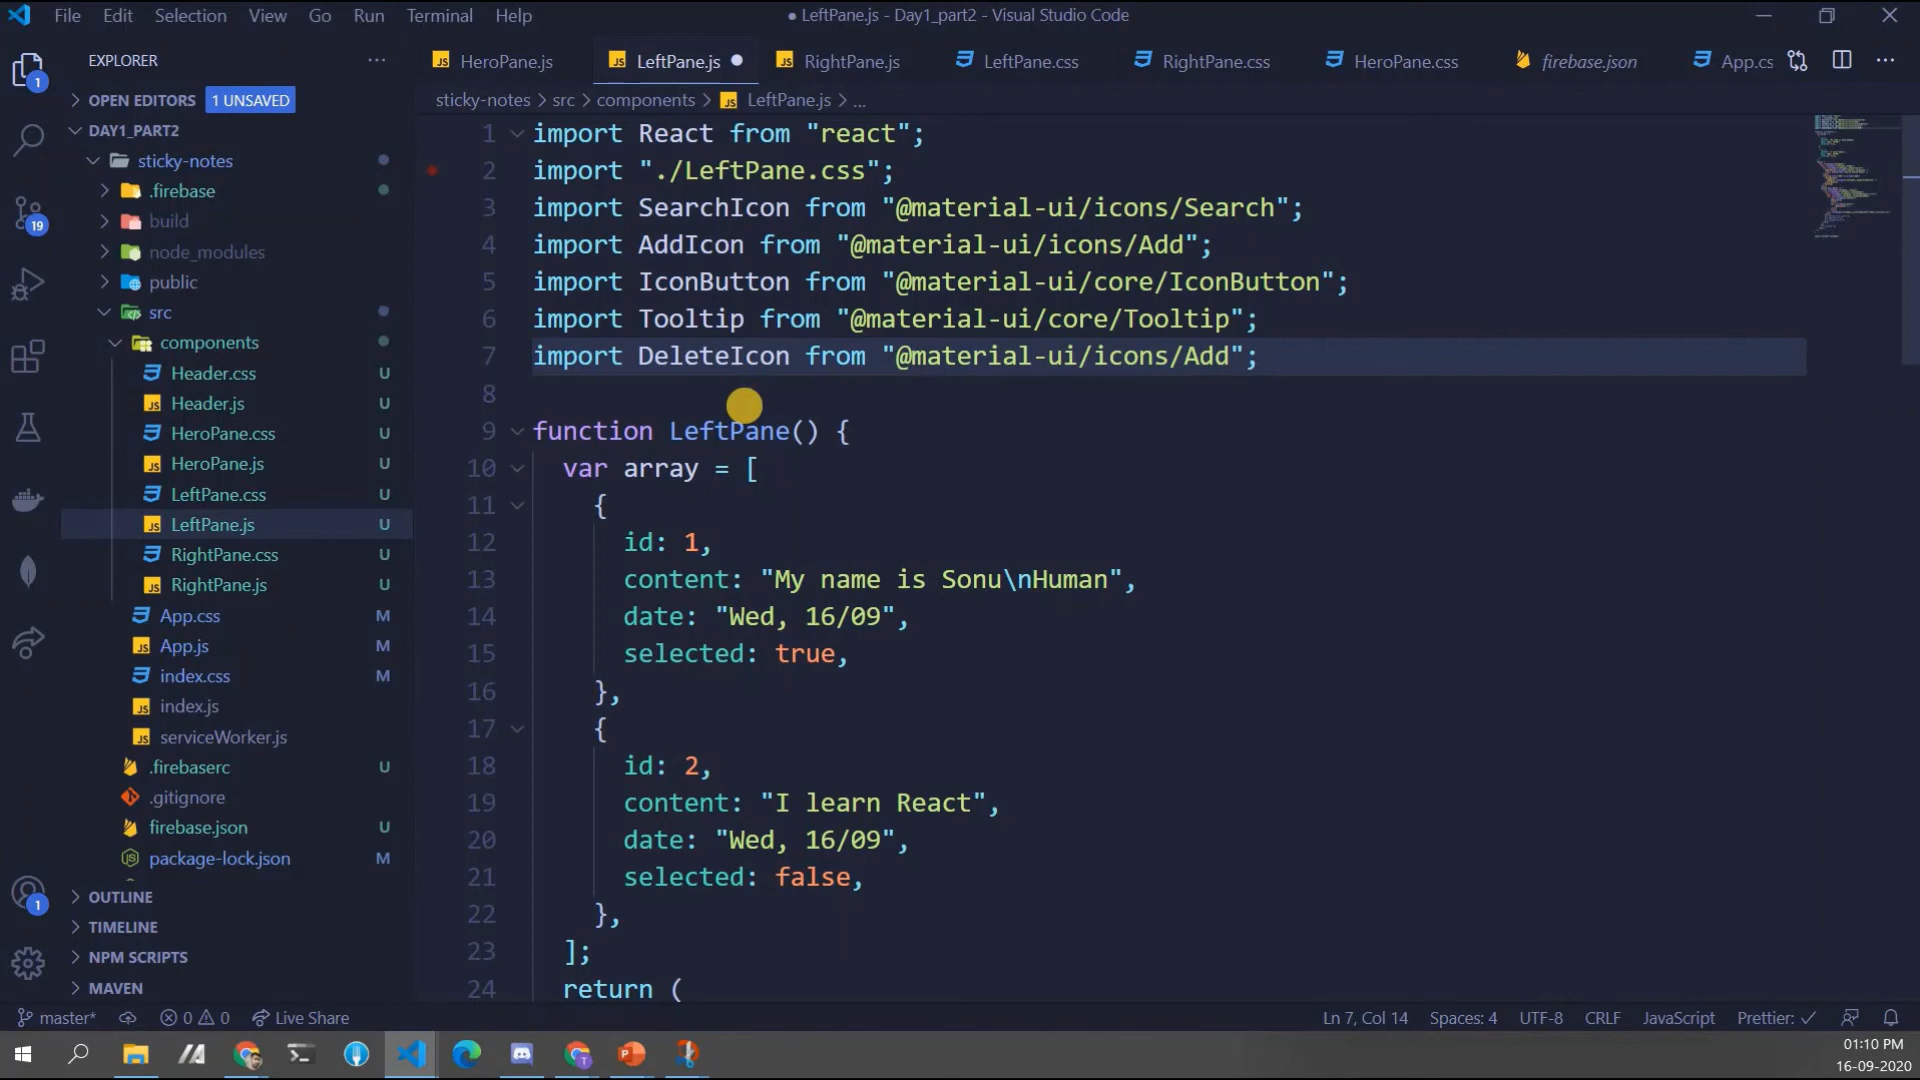 File Edit Selection View Go Run Terminal Help
● LeftPane.js - Day1_part2 - Visual Studio Code
EXPLORER
HeroPane.js LeftPane.js RightPane.js LeftPane.css RightPane.css HeroPane.css firebase.json App.cs
OPEN EDITORS 1 UNSAVED
sticky-notes > src > components > LeftPane.js > ...
DAY1_PART2
sticky-notes
.firebase
build
node_modules
public
src
components
Header.css U
Header.js U
HeroPane.css U
HeroPane.js U
LeftPane.css U
LeftPane.js U
RightPane.css U
RightPane.js U
App.css M
App.js M
index.css M
index.js
serviceWorker.js
.firebaserc U
.gitignore
firebase.json U
package-lock.json M
OUTLINE
TIMELINE
NPM SCRIPTS
MAVEN
1
19
1
1 import React from "react";
2 import "./LeftPane.css";
3 import SearchIcon from "@material-ui/icons/Search";
4 import AddIcon from "@material-ui/icons/Add";
5 import IconButton from "@material-ui/core/IconButton";
6 import Tooltip from "@material-ui/core/Tooltip";
7 import DeleteIcon from "@material-ui/icons/Add";
8
9 function LeftPane() {
10 var array = [
11 {
12 id: 1,
13 content: "My name is Sonu\nHuman",
14 date: "Wed, 16/09",
15 selected: true,
16 },
17 {
18 id: 2,
19 content: "I learn React",
20 date: "Wed, 16/09",
21 selected: false,
22 },
23 ];
24 return (
master* 0 0 Live Share Ln 7, Col 14 Spaces: 4 UTF-8 CRLF JavaScript Prettier: ✓
01:10 PM
16-09-2020